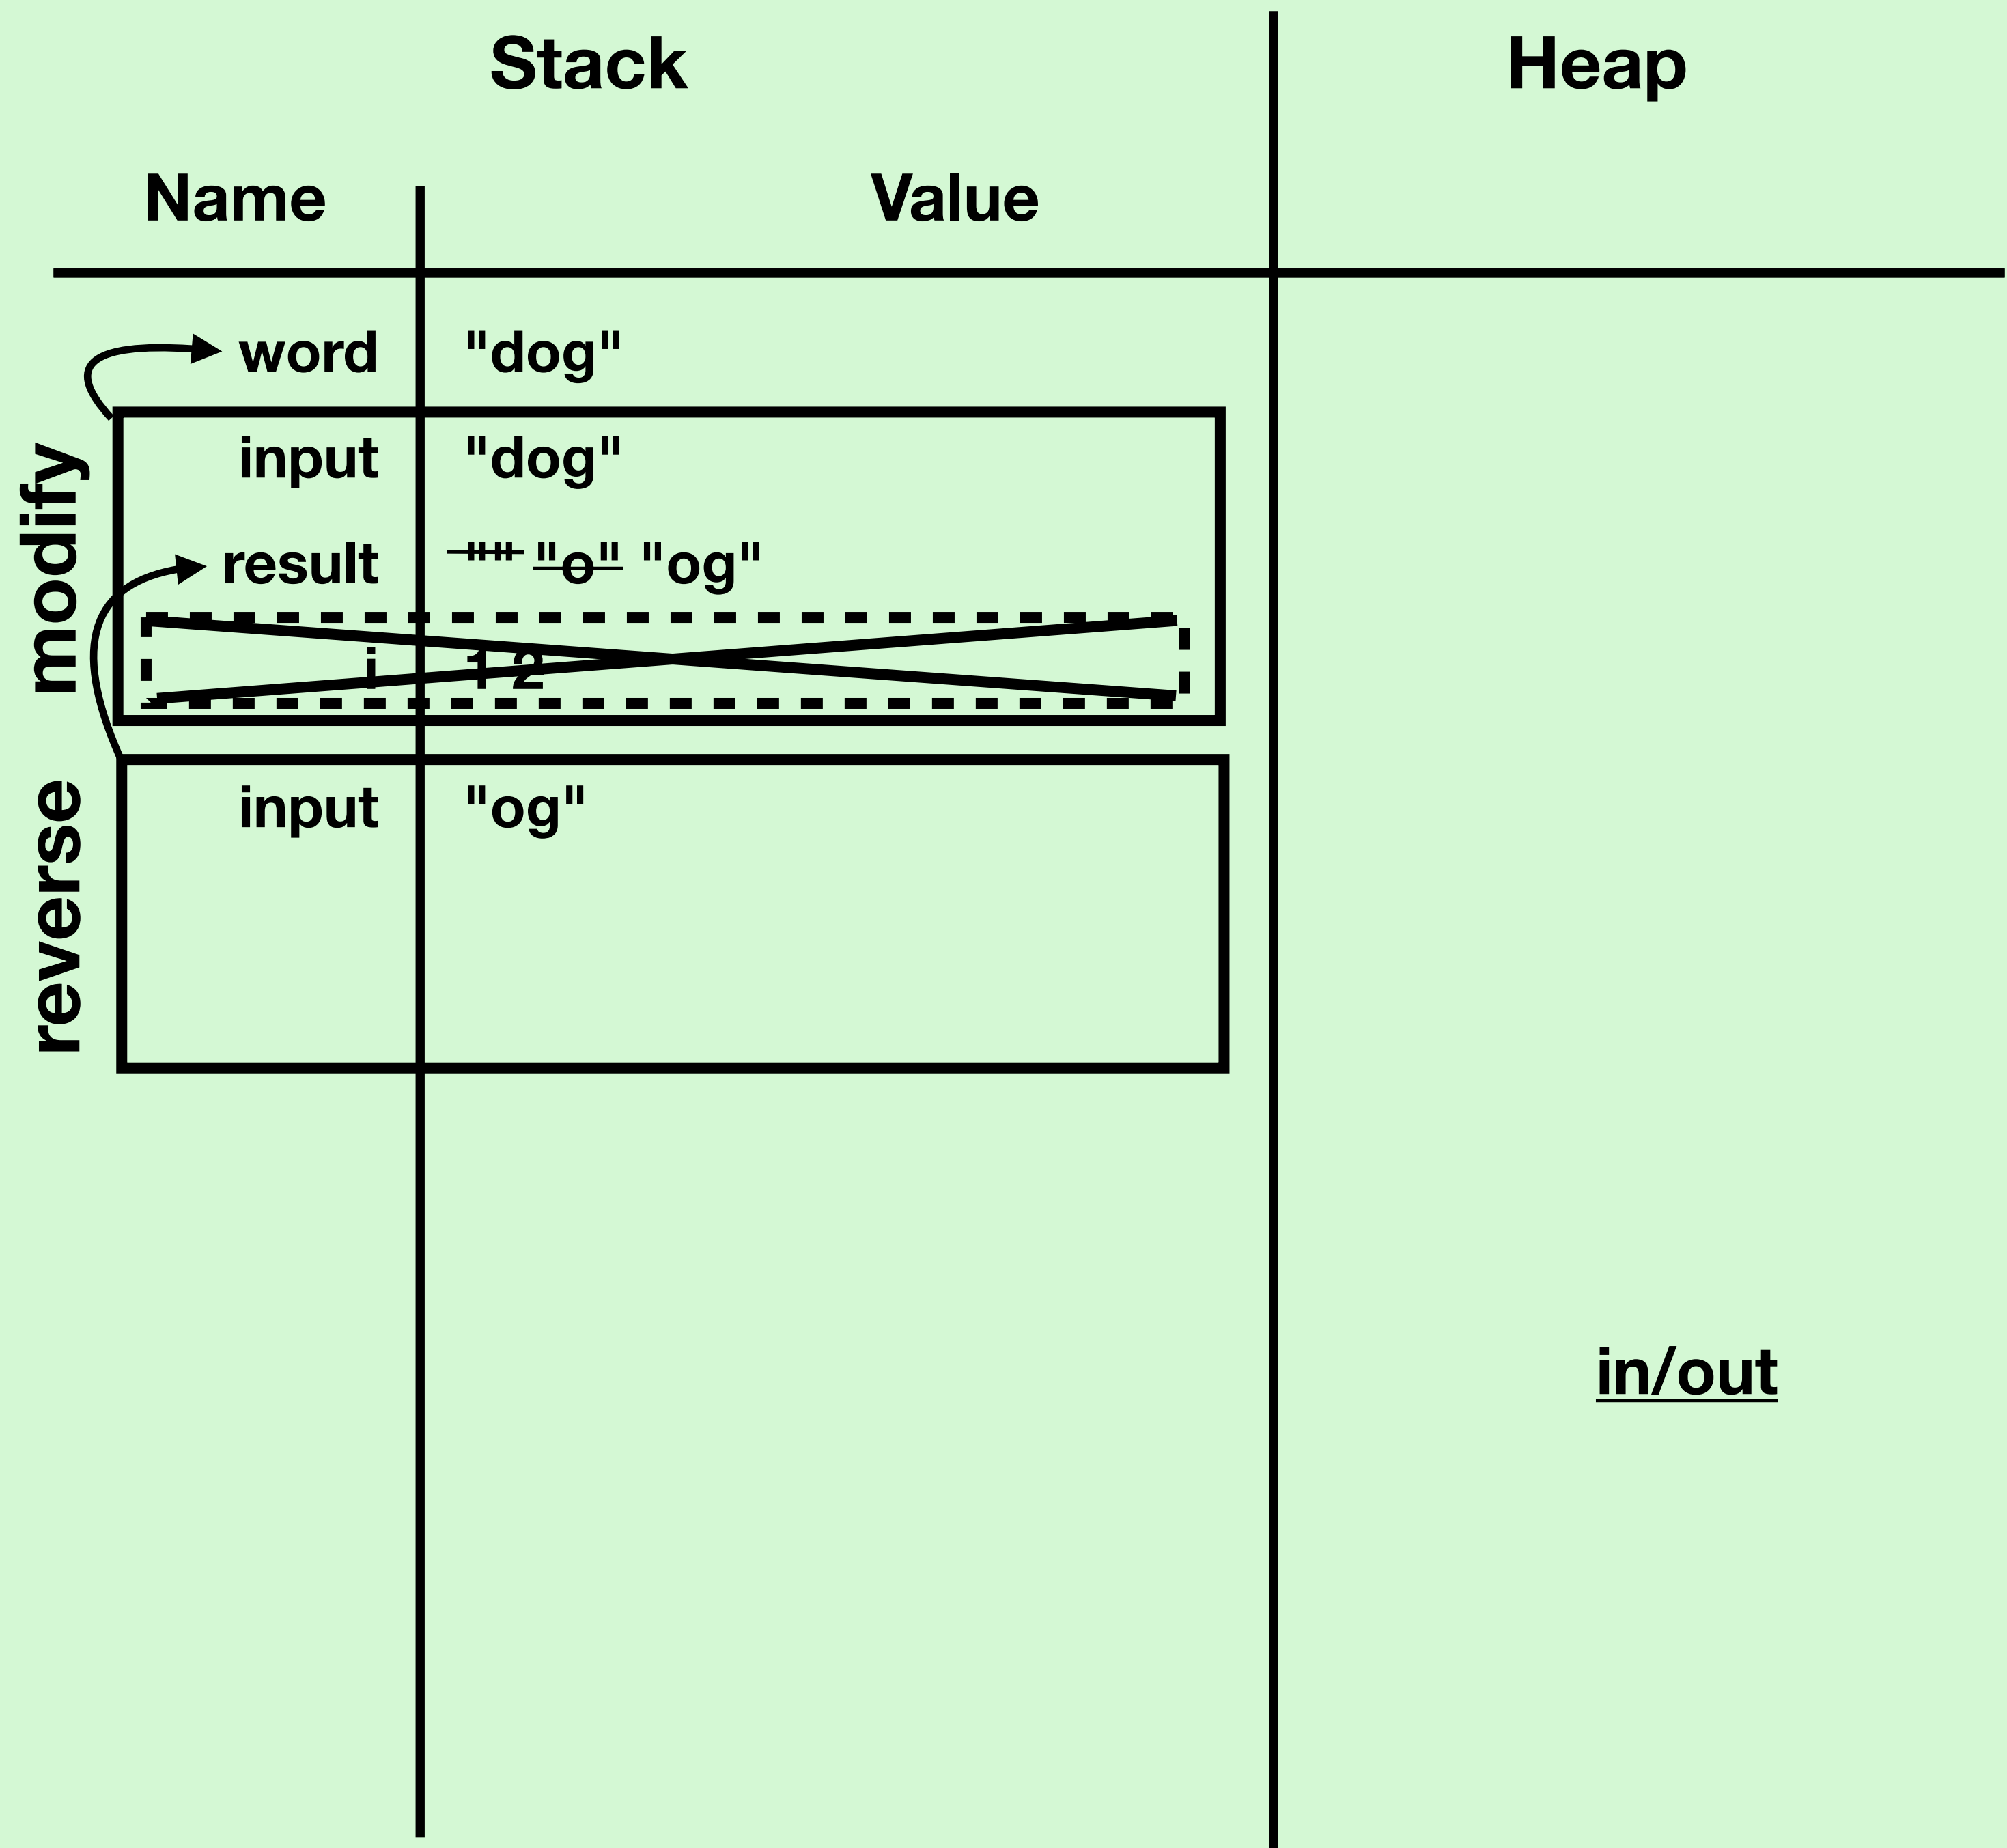 Stack Heap
Name Value
word "dog"
modify
input "dog"
result "" "o" "og"
i 1 2
reverse
input "og"
in/out